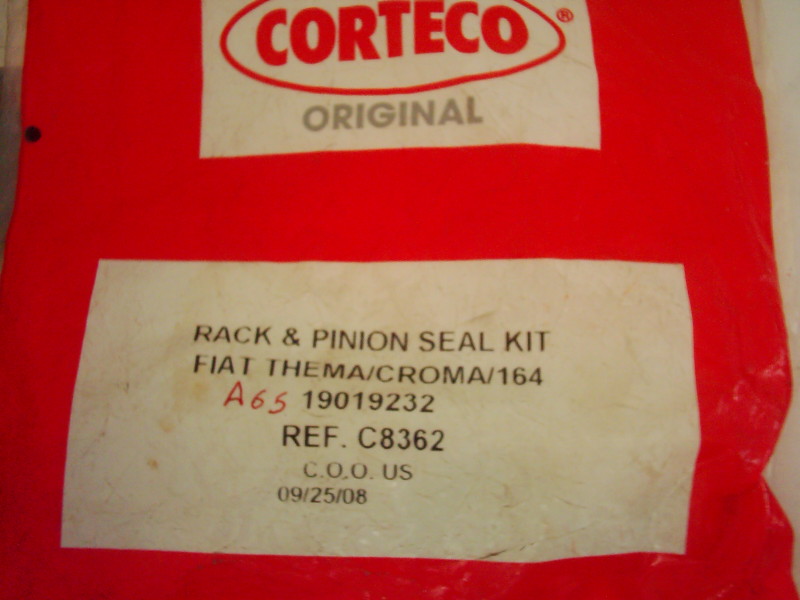 CORTECO®
ORIGINAL
RACK & PINION SEAL KIT
FIAT THEMA/CROMA/164
A65 19019232
REF. C8362
C.O.O. US
09/25/08